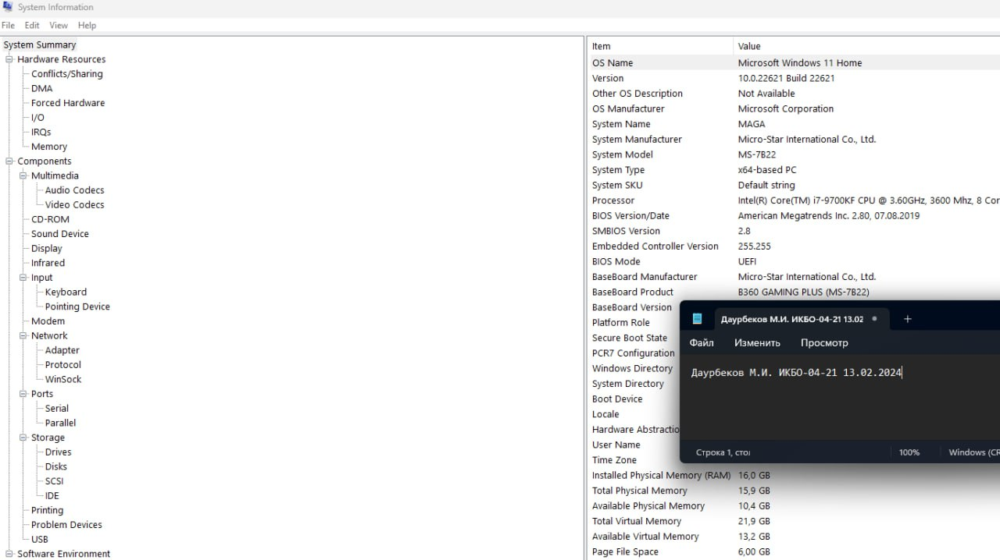 System Information
File Edit View Help
System Summary
Hardware Resources
Conflicts/Sharing
DMA
Forced Hardware
I/O
IRQs
Memory
Components
Multimedia
Audio Codecs
Video Codecs
CD-ROM
Sound Device
Display
Infrared
Input
Keyboard
Pointing Device
Modem
Network
Adapter
Protocol
WinSock
Ports
Serial
Parallel
Storage
Drives
Disks
SCSI
IDE
Printing
Problem Devices
USB
Software Environment
Item Value
OS Name Microsoft Windows 11 Home
Version 10.0.22621 Build 22621
Other OS Description Not Available
OS Manufacturer Microsoft Corporation
System Name MAGA
System Manufacturer Micro-Star International Co., Ltd.
System Model MS-7B22
System Type x64-based PC
System SKU Default string
Processor Intel(R) Core(TM) i7-9700KF CPU @ 3.60GHz, 3600 Mhz, 8 Cor
BIOS Version/Date American Megatrends Inc. 2.80, 07.08.2019
SMBIOS Version 2.8
Embedded Controller Version 255.255
BIOS Mode UEFI
BaseBoard Manufacturer Micro-Star International Co., Ltd.
BaseBoard Product B360 GAMING PLUS (MS-7B22)
BaseBoard Version
Platform Role
Secure Boot State
PCR7 Configuration
Windows Directory
System Directory
Boot Device
Locale
Hardware Abstractio
User Name
Time Zone
Installed Physical Memory (RAM) 16,0 GB
Total Physical Memory 15,9 GB
Available Physical Memory 10,4 GB
Total Virtual Memory 21,9 GB
Available Virtual Memory 13,2 GB
Page File Space 6,00 GB
Даурбеков М.И. ИКБО-04-21 13.02
Файл Изменить Просмотр
Даурбеков М.И. ИКБО-04-21 13.02.2024
Строка 1, стол 100% Windows (CR